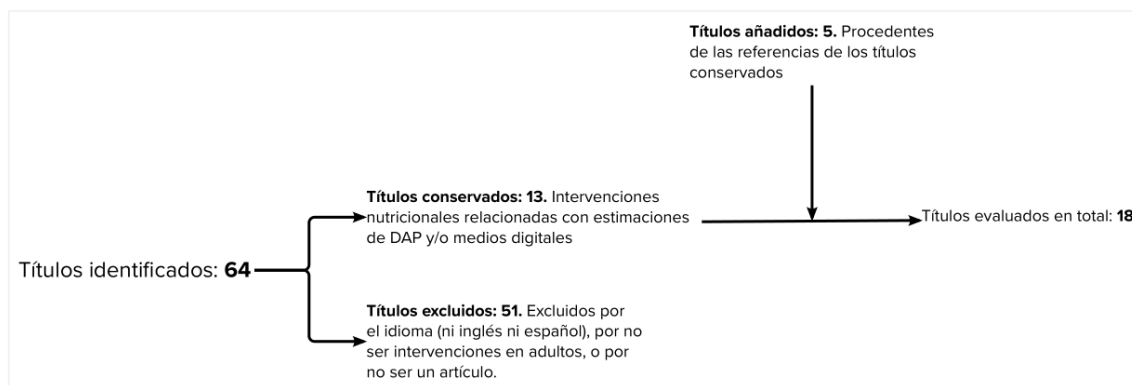 Títulos añadidos: 5. Procedentes
de las referencias de los títulos
conservados
Títulos conservados: 13. Intervenciones
nutricionales relacionadas con estimaciones
de DAP y/o medios digitales
Títulos evaluados en total: 18
Títulos identificados: 64
Títulos excluidos: 51. Excluidos por
el idioma (ni inglés ni español), por no
ser intervenciones en adultos, o por
no ser un artículo.